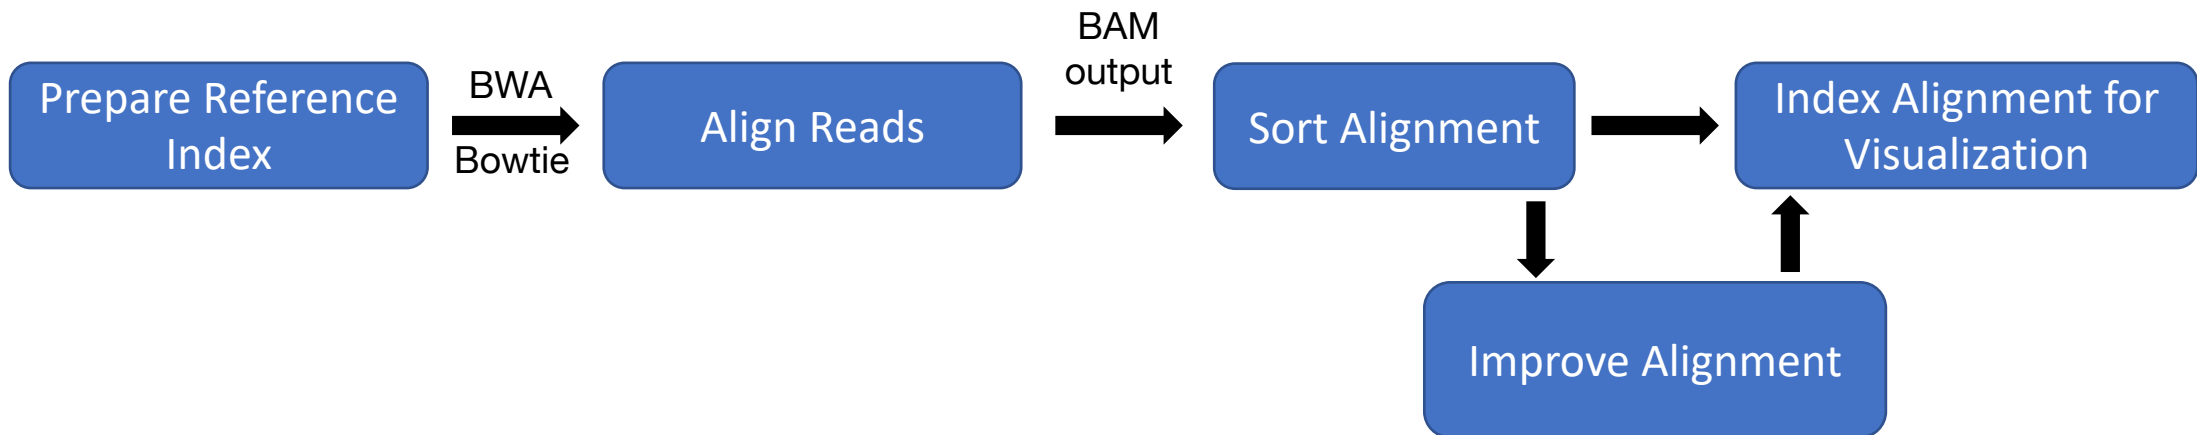 Prepare Reference
Index
BWA
Bowtie
Align Reads
BAM
output
Sort Alignment
Index Alignment for
Visualization
Improve Alignment